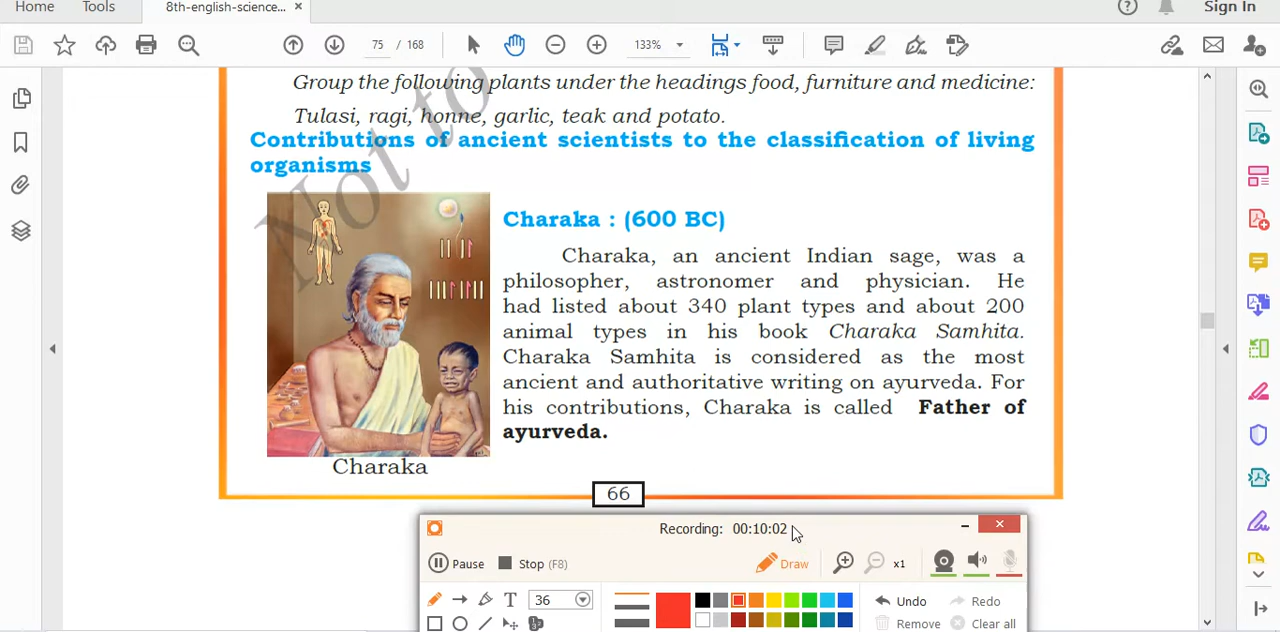 Home Tools 8th-english-science... × Sign In
75 / 168 133%
Group the following plants under the headings food, furniture and medicine:
Tulasi, ragi, honne, garlic, teak and potato.
Contributions of ancient scientists to the classification of living
organisms
Not to
Charaka : (600 BC)
Charaka, an ancient Indian sage, was a
philosopher, astronomer and physician. He
had listed about 340 plant types and about 200
animal types in his book Charaka Samhita.
Charaka Samhita is considered as the most
ancient and authoritative writing on ayurveda. For
his contributions, Charaka is called Father of
ayurveda.
Charaka
66
Recording: 00:10:02
Pause Stop (F8) Draw x1
T 36 Undo Redo
Remove Clear all